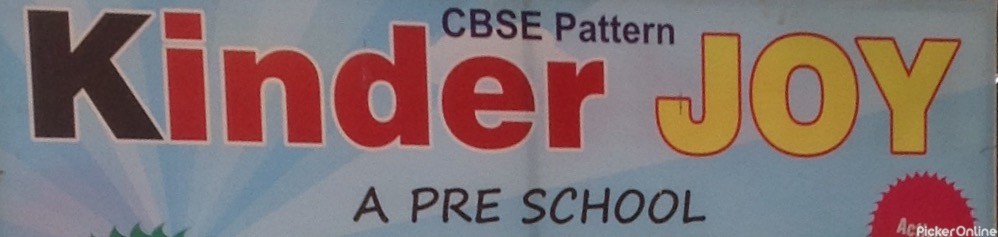 CBSE Pattern
Kinder JOY
A PRE SCHOOL
PickerOnline